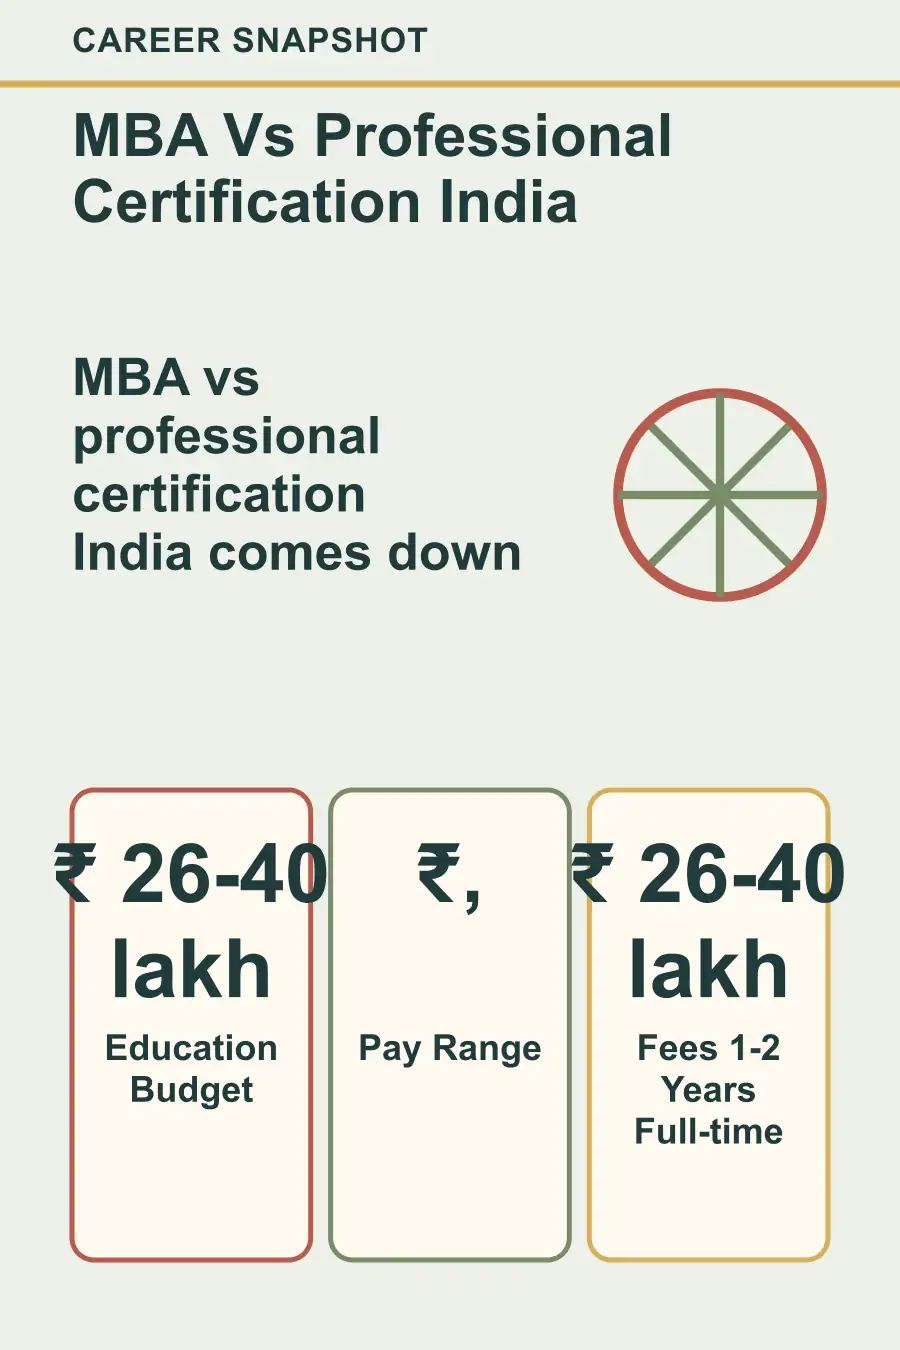 CAREER SNAPSHOT
MBA Vs Professional
Certification India
MBA vs
professional
certification
India comes down
₹ 26-40
lakh
Education
Budget
₹,
Pay Range
₹ 26-40
lakh
Fees 1-2
Years
Full-time